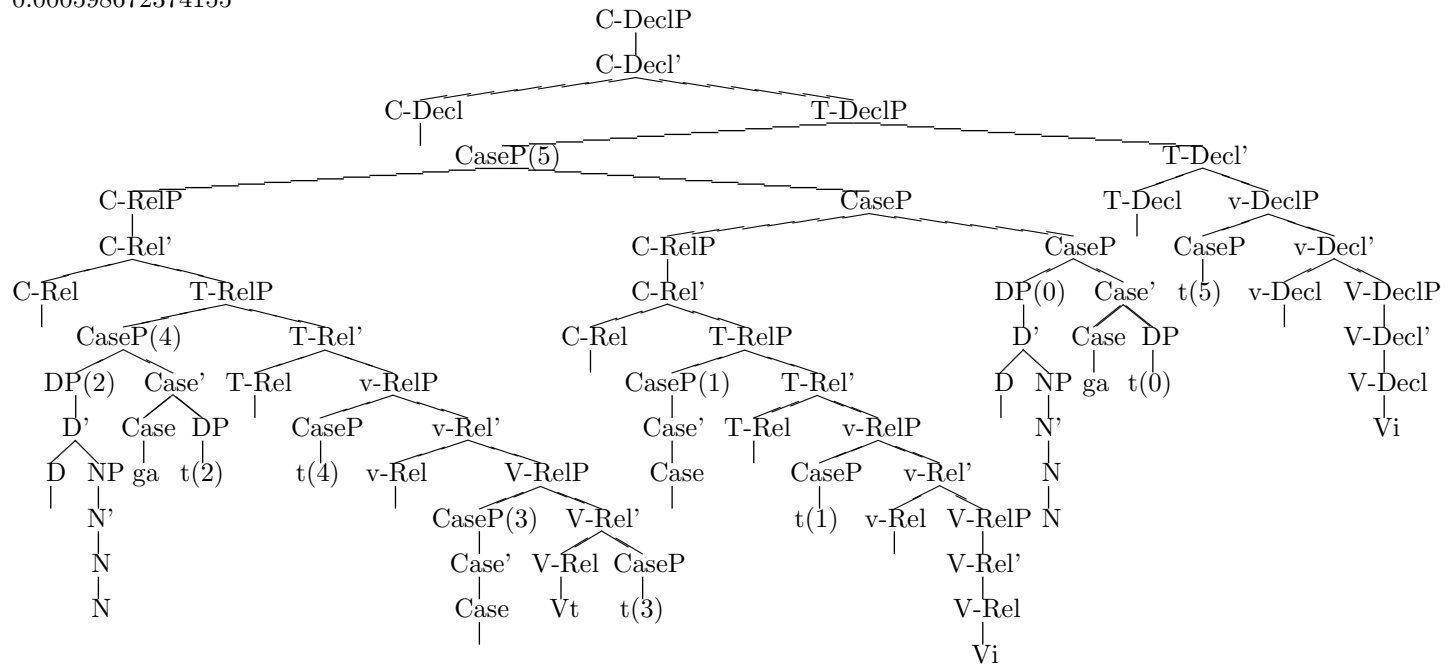 C-DeclP
C-Decl'
C-Decl T-DeclP
CaseP(5) T-Decl'
C-RelP CaseP T-Decl v-DeclP
C-Rel' C-RelP CaseP CaseP v-Decl'
C-Rel T-RelP C-Rel' DP(0) Case' t(5) v-Decl V-DeclP
CaseP(4) T-Rel' C-Rel T-RelP D' Case DP V-Decl'
DP(2) Case' T-Rel v-RelP CaseP(1) T-Rel' D NP ga t(0) V-Decl
D' Case DP CaseP v-Rel' Case' T-Rel v-RelP N' Vi
D NP ga t(2) t(4) v-Rel V-RelP Case CaseP v-Rel' N
N' CaseP(3) V-Rel' t(1) v-Rel V-RelP N
N Case' V-Rel CaseP V-Rel'
N Case Vt t(3) V-Rel
Vi